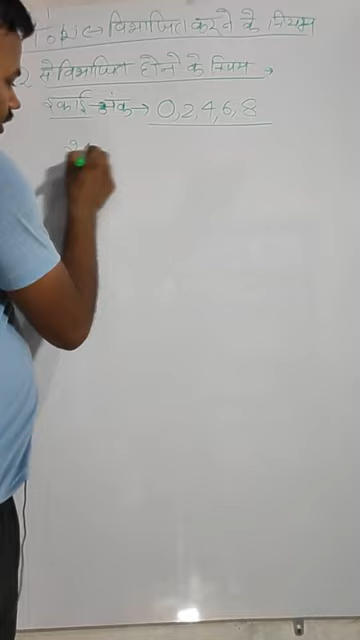 Topic- विभाजित करने के नियम
2 से विभाजित होने के नियम →
इकाई अंक → 0, 2, 4, 6, 8